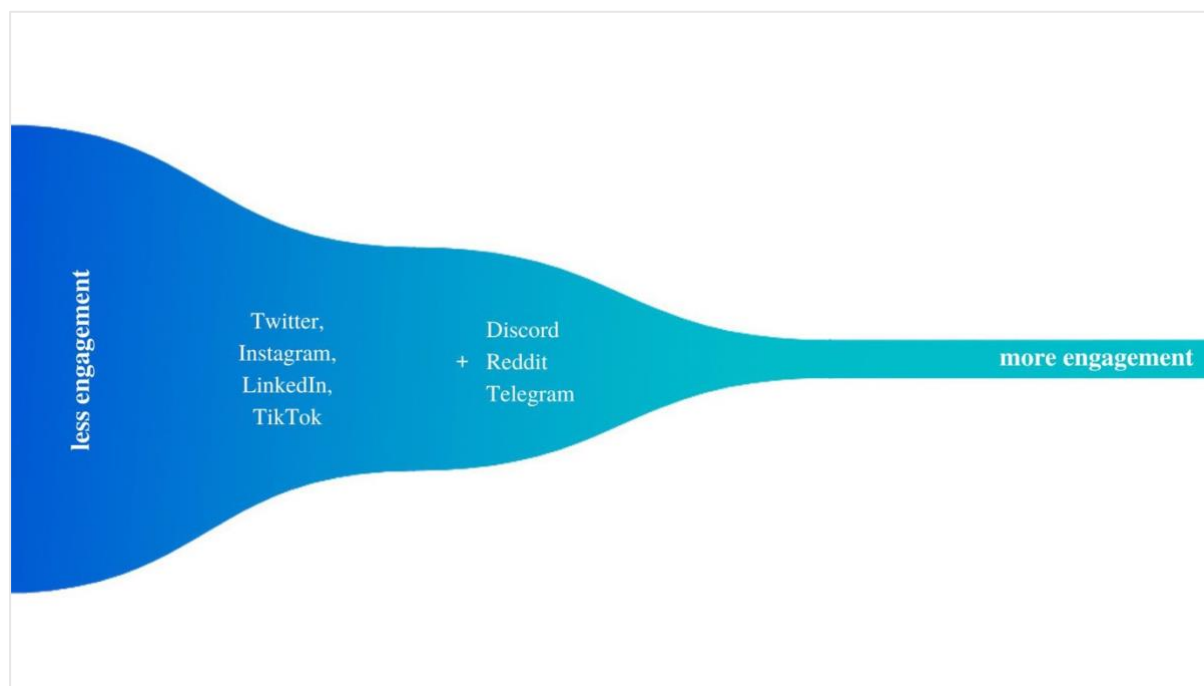 less engagement
Twitter,
Instagram,
LinkedIn,
TikTok
+
Discord
Reddit
Telegram
more engagement